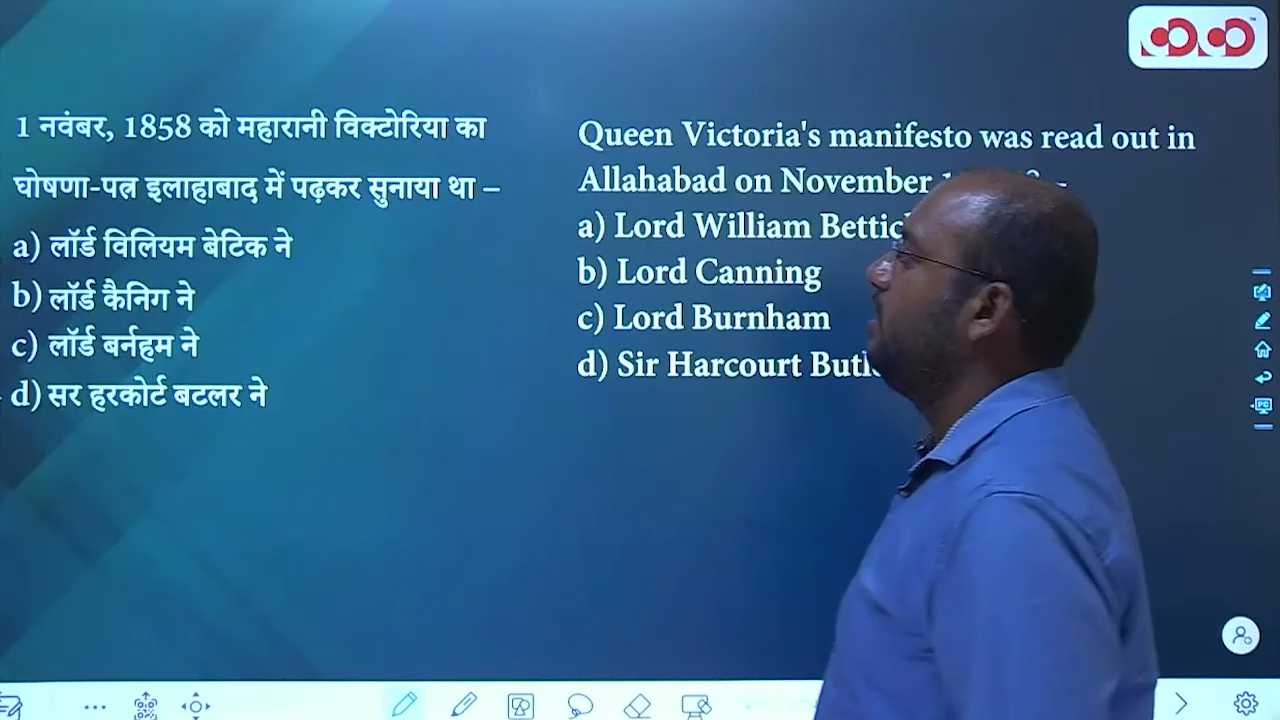 1 नवंबर, 1858 को महारानी विक्टोरिया का
घोषणा-पत्र इलाहाबाद में पढ़कर सुनाया था –
a) लॉर्ड विलियम बेटिक ने
b) लॉर्ड कैनिग ने
c) लॉर्ड बर्नहम ने
d) सर हरकोर्ट बटलर ने
Queen Victoria's manifesto was read out in
Allahabad on November
a) Lord William
b) Lord Canning
c) Lord Burnham
d) Sir Harcourt
PC